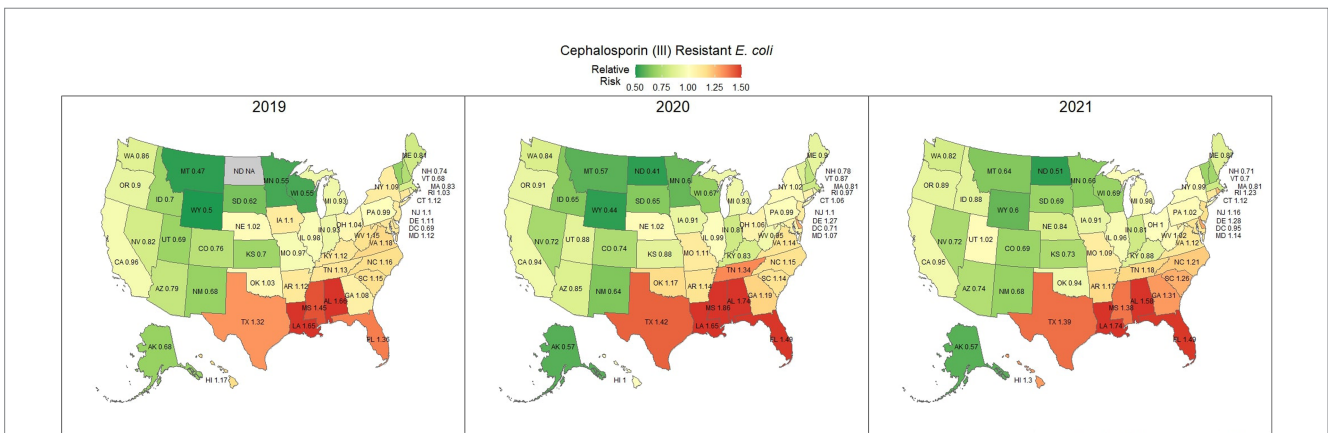 Cephalosporin (III) Resistant E. coli
Relative
Risk
0.50 0.75 1.00 1.25 1.50
2019
WA 0.86
OR 0.9
CA 0.96
NV 0.82
ID 0.7
MT 0.47
WY 0.5
UT 0.69
AZ 0.79
CO 0.76
NM 0.68
ND NA
SD 0.62
NE 1.02
KS 0.7
OK 1.03
TX 1.32
MN 0.55
IA 1.1
MO 0.97
AR 1.12
LA 1.65
WI 0.55
IL 0.98
MI 0.93
IN 0.93
OH 1.04
KY 1.12
TN 1.13
MS 1.45
AL 1.66
GA 1.08
FL 1.36
SC 1.15
NC 1.16
VA 1.18
WV 1.15
PA 0.99
NY 1.09
ME 0.81
NH 0.74
VT 0.68
MA 0.83
RI 1.03
CT 1.12
NJ 1.1
DE 1.11
DC 0.69
MD 1.12
AK 0.68
HI 1.17
2020
WA 0.84
OR 0.91
CA 0.94
NV 0.72
ID 0.65
MT 0.57
WY 0.44
UT 0.88
AZ 0.85
CO 0.74
NM 0.64
ND 0.41
SD 0.65
NE 1.02
KS 0.88
OK 1.17
TX 1.42
MN 0.6
IA 0.91
MO 1.11
AR 1.14
LA 1.65
WI 0.67
IL 0.99
MI 0.93
IN 0.81
OH 1.06
KY 0.83
TN 1.34
MS 1.86
AL 1.74
GA 1.19
FL 1.49
SC 1.14
NC 1.15
VA 1.14
WV 0.85
PA 0.99
NY 1.02
ME 0.9
NH 0.78
VT 0.87
MA 0.81
RI 0.97
CT 1.06
NJ 1.1
DE 1.27
DC 0.71
MD 1.07
AK 0.57
HI 1
2021
WA 0.82
OR 0.89
CA 0.95
NV 0.72
ID 0.88
MT 0.64
WY 0.6
UT 1.02
AZ 0.74
CO 0.69
NM 0.68
ND 0.51
SD 0.69
NE 0.84
KS 0.73
OK 0.94
TX 1.39
MN 0.66
IA 0.91
MO 1.09
AR 1.17
LA 1.74
WI 0.69
IL 0.96
MI 0.98
IN 0.81
OH 1
KY 0.88
TN 1.18
MS 1.38
AL 1.58
GA 1.31
FL 1.49
SC 1.26
NC 1.21
VA 1.12
WV 1.02
PA 1.02
NY 0.99
ME 0.87
NH 0.71
VT 0.7
MA 0.81
RI 1.23
CT 1.12
NJ 1.16
DE 1.28
DC 0.95
MD 1.14
AK 0.57
HI 1.3